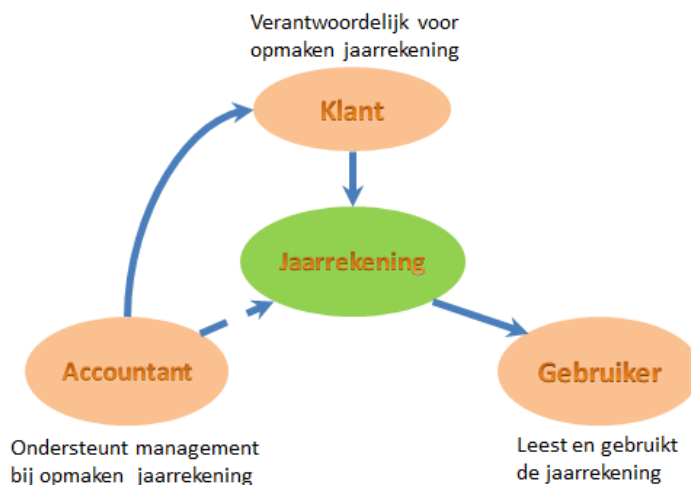 Verantwoordelijk voor
opmaken jaarrekening
Klant
Jaarrekening
Accountant
Ondersteunt management
bij opmaken jaarrekening
Gebruiker
Leest en gebruikt
de jaarrekening